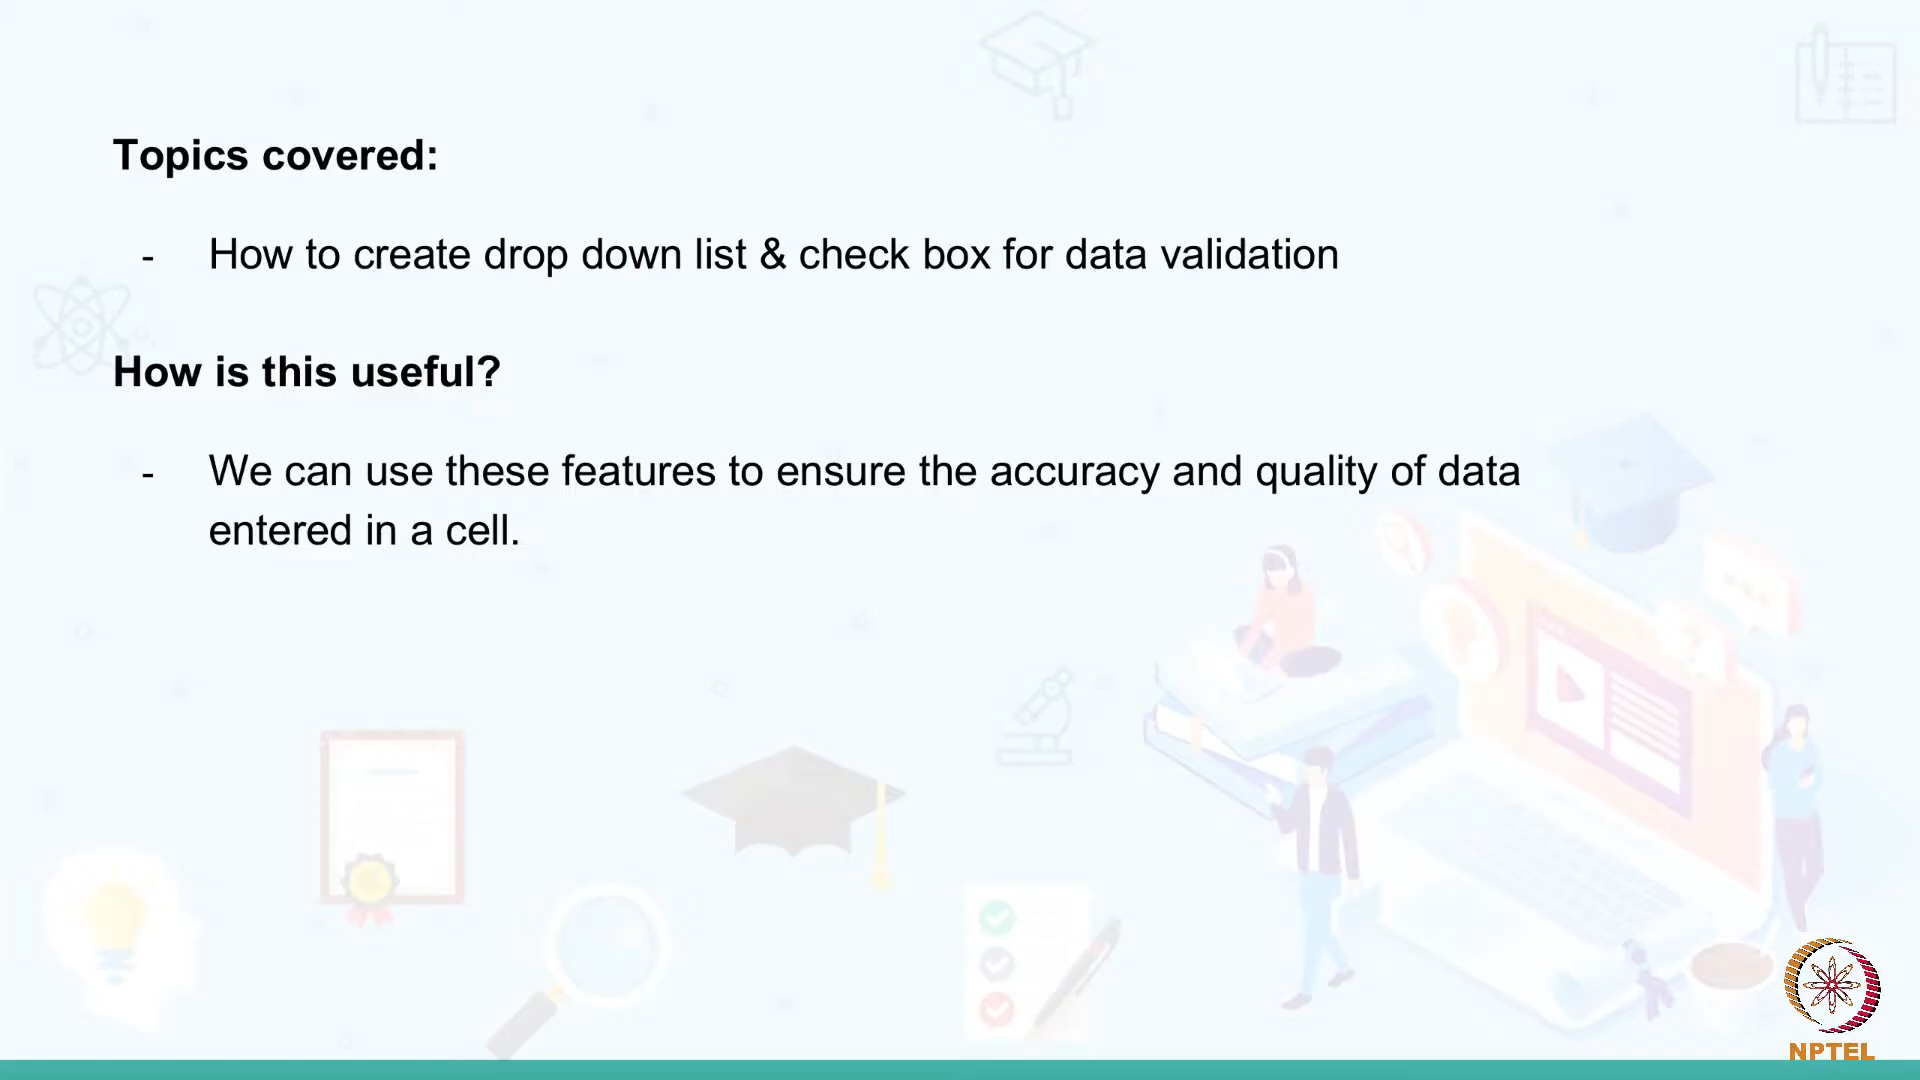 Topics covered:
- How to create drop down list & check box for data validation
How is this useful?
- We can use these features to ensure the accuracy and quality of data
entered in a cell.
NPTEL